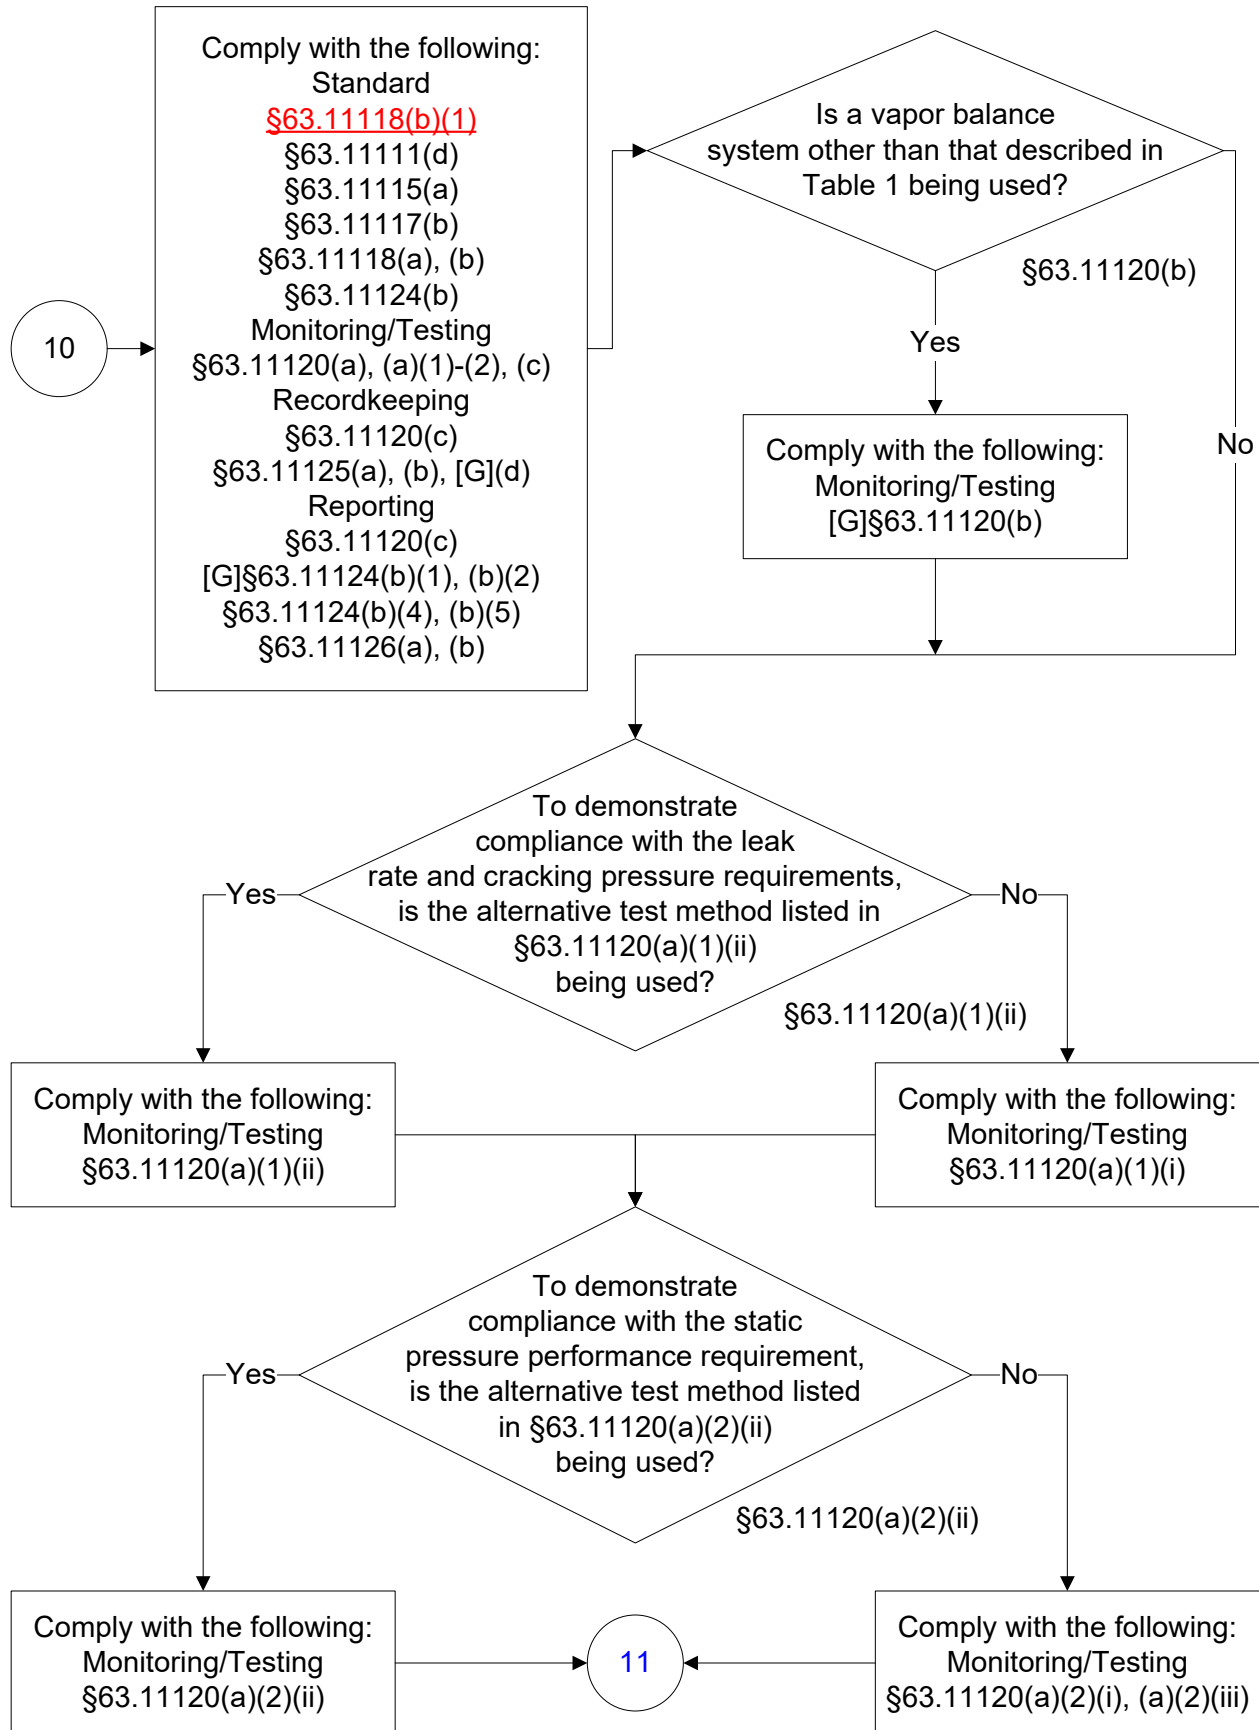 10
Comply with the following:
Standard
§63.11118(b)(1)
§63.11111(d)
§63.11115(a)
§63.11117(b)
§63.11118(a), (b)
§63.11124(b)
Monitoring/Testing
§63.11120(a), (a)(1)-(2), (c)
Recordkeeping
§63.11120(c)
§63.11125(a), (b), [G](d)
Reporting
§63.11120(c)
[G]§63.11124(b)(1), (b)(2)
§63.11124(b)(4), (b)(5)
§63.11126(a), (b)
Is a vapor balance
system other than that described in
Table 1 being used?
§63.11120(b)
Yes
No
Comply with the following:
Monitoring/Testing
[G]§63.11120(b)
To demonstrate
compliance with the leak
rate and cracking pressure requirements,
is the alternative test method listed in
§63.11120(a)(1)(ii)
being used?
Yes
No
§63.11120(a)(1)(ii)
Comply with the following:
Monitoring/Testing
§63.11120(a)(1)(ii)
Comply with the following:
Monitoring/Testing
§63.11120(a)(1)(i)
To demonstrate
compliance with the static
pressure performance requirement,
is the alternative test method listed
in §63.11120(a)(2)(ii)
being used?
Yes
No
§63.11120(a)(2)(ii)
Comply with the following:
Monitoring/Testing
§63.11120(a)(2)(ii)
11
Comply with the following:
Monitoring/Testing
§63.11120(a)(2)(i), (a)(2)(iii)